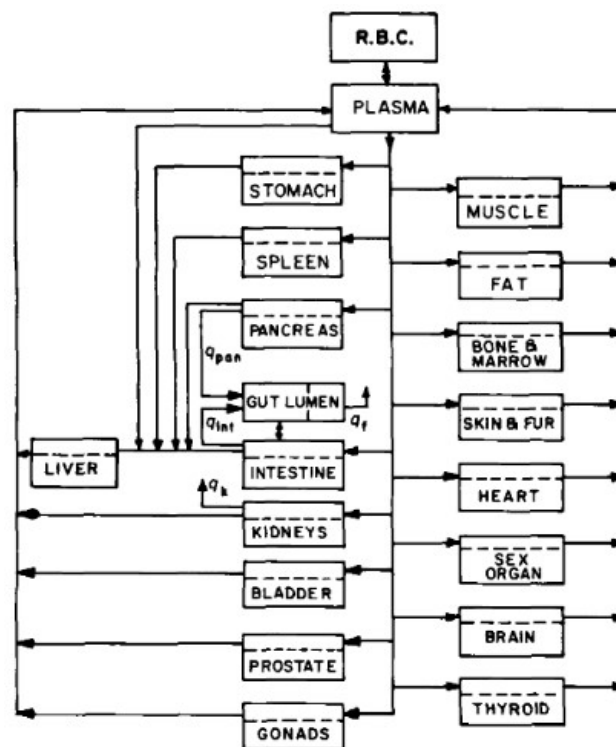 R.B.C.
PLASMA
STOMACH
SPLEEN
PANCREAS
q_pan
GUT LUMEN
q_int
q_f
LIVER
INTESTINE
q_k
KIDNEYS
BLADDER
PROSTATE
GONADS
MUSCLE
FAT
BONE &
MARROW
SKIN & FUR
HEART
SEX
ORGAN
BRAIN
THYROID